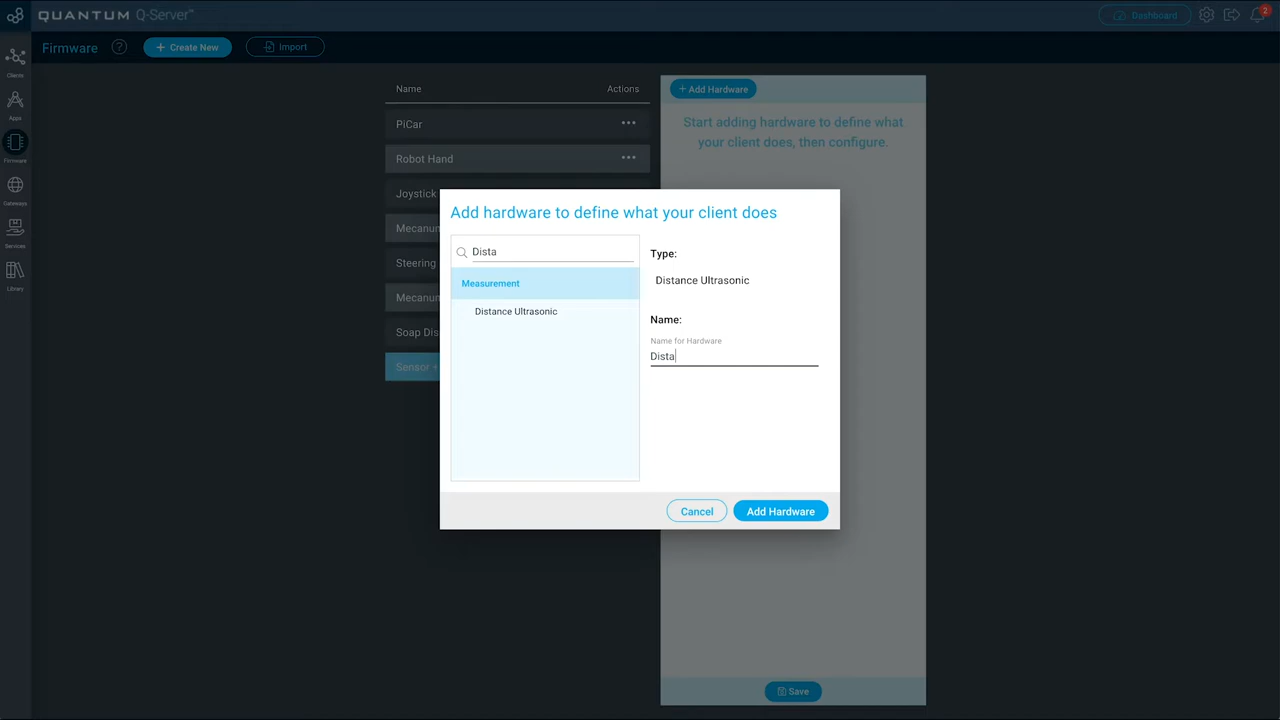 QUANTUM Q-Server™
Dashboard
2
Firmware
?
+ Create New
Import
Clients
Apps
Firmware
Gateways
Services
Library
Name Actions
PiCar
Robot Hand
Joystick
Mecanum
Steering
Mecanum
Soap Dis
Sensor
+ Add Hardware
Start adding hardware to define what
your client does, then configure.
Add hardware to define what your client does
Dista
Measurement
Distance Ultrasonic
Type:
Distance Ultrasonic
Name:
Name for Hardware
Dista
Cancel
Add Hardware
Save